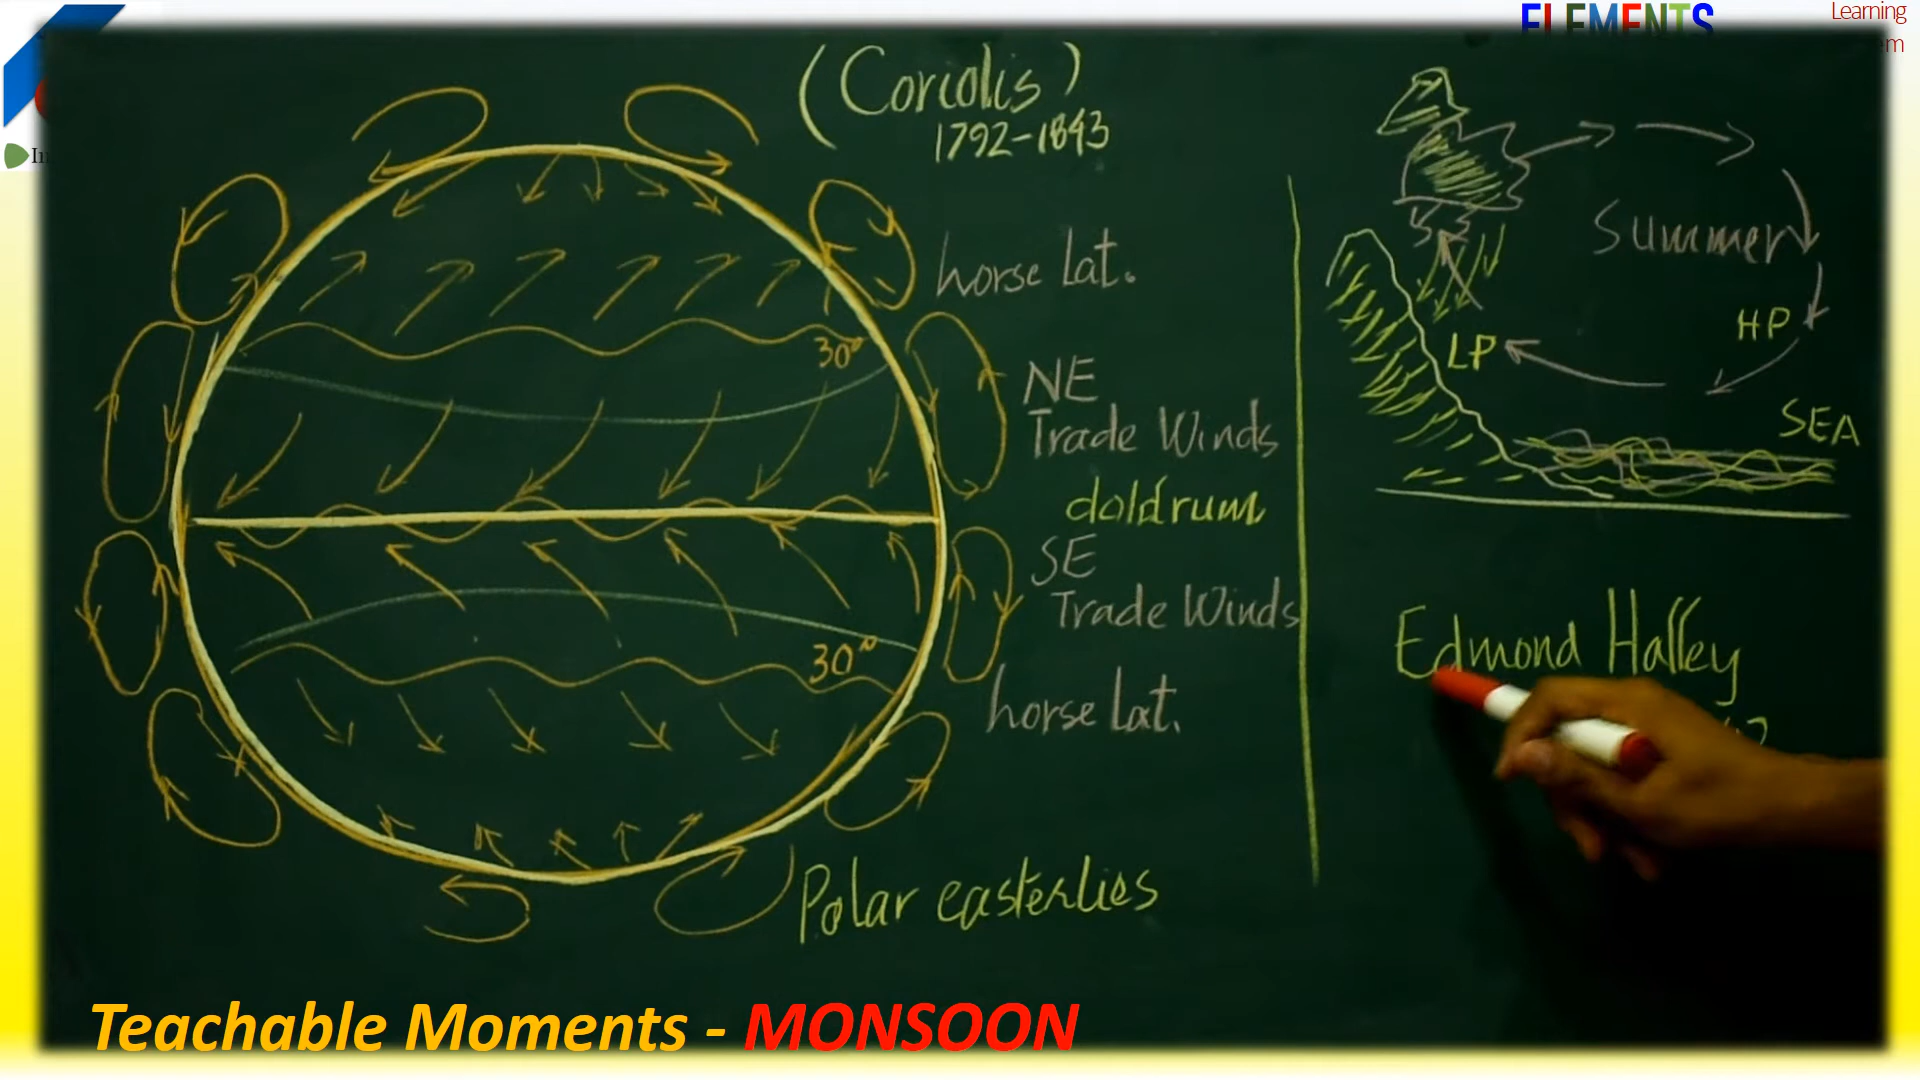 ELEMENTS
Learning
(Coriolis)
1792-1843
horse Lat.
30°
NE
Trade Winds
doldrum
SE
Trade Winds
30°
horse Lat.
Polar easterlies
Summer
HP
LP
SEA
Edmond Halley
Teachable Moments - MONSOON